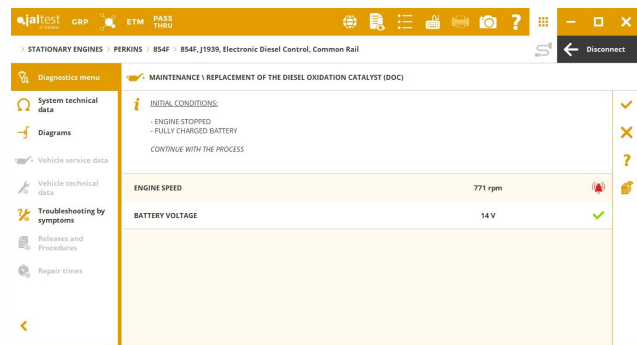 jaltest GRP ETM PASS
THRU
STATIONARY ENGINES > PERKINS > 854F > 854F, J1939, Electronic Diesel Control, Common Rail
Disconnect
Diagnostics menu
MAINTENANCE \ REPLACEMENT OF THE DIESEL OXIDATION CATALYST (DOC)
System technical
data
Diagrams
Vehicle service data
Vehicle technical
data
Troubleshooting by
symptoms
Releases and
Procedures
Repair times
INITIAL CONDITIONS:
- ENGINE STOPPED
- FULLY CHARGED BATTERY
CONTINUE WITH THE PROCESS
ENGINE SPEED 771 rpm
BATTERY VOLTAGE 14 V